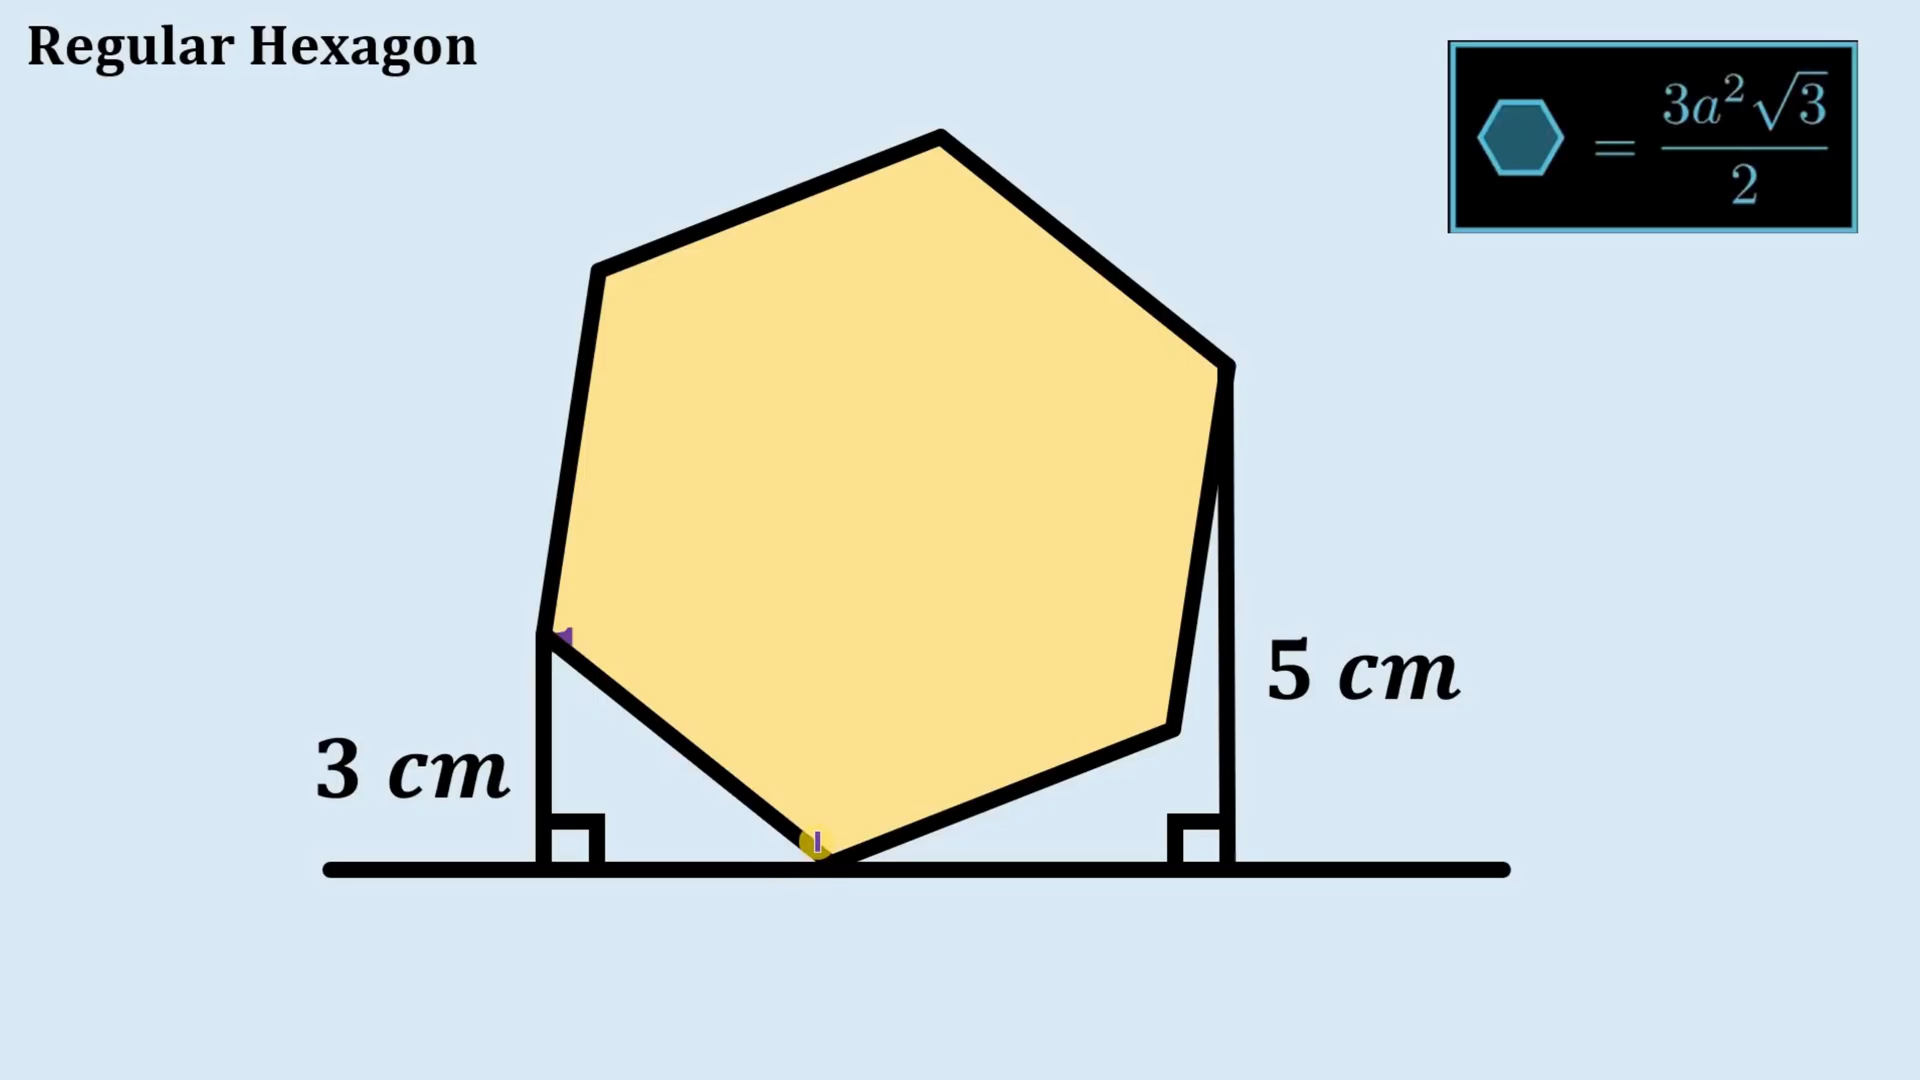 Regular Hexagon
= 3a²√3 / 2
3 cm
5 cm